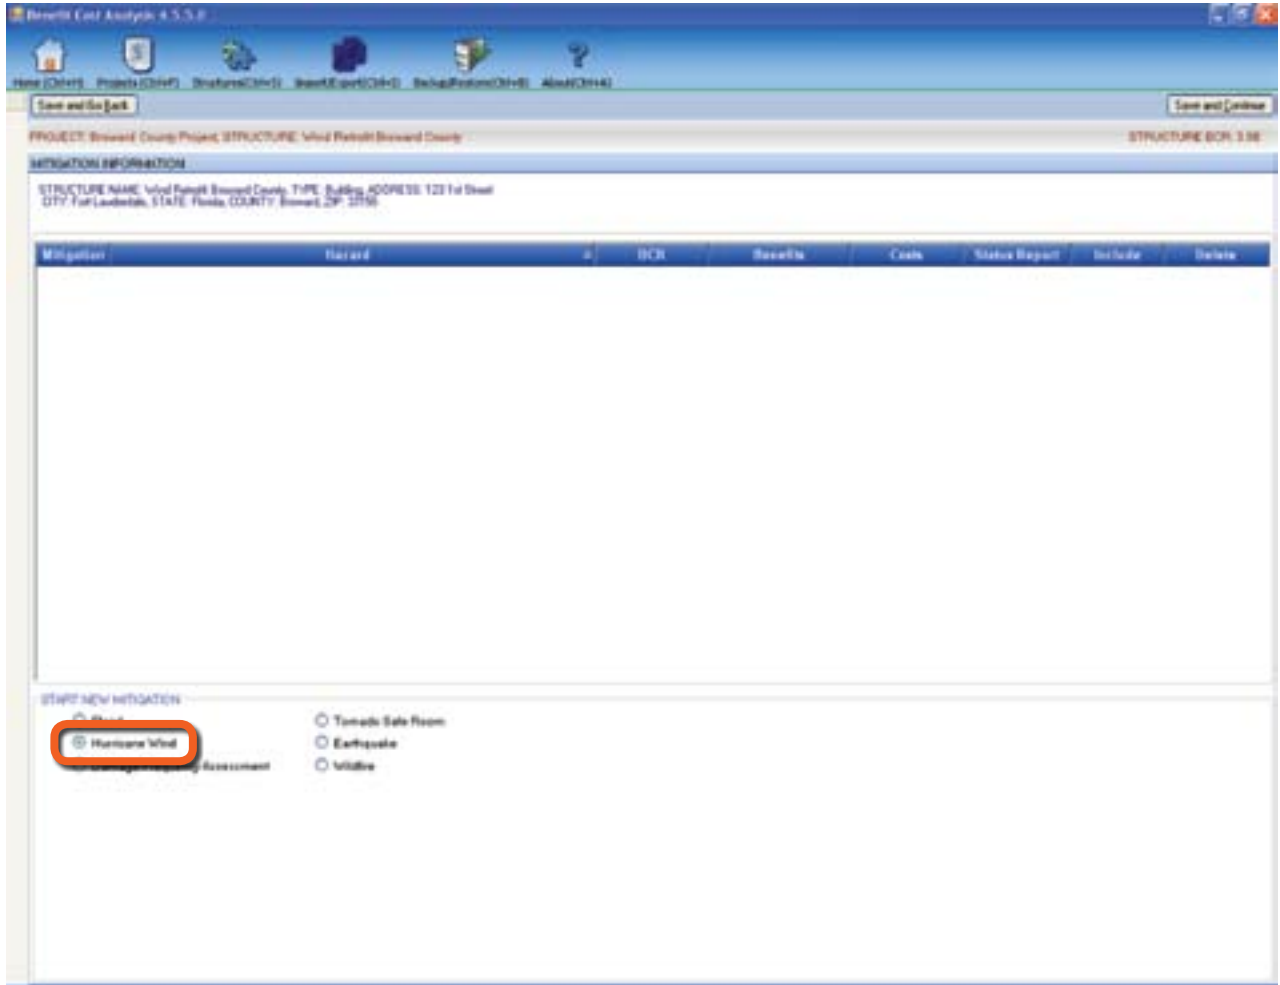 Benefit Cost Analysis 4.5.5.0
Home (Ctrl+H) Projects (Ctrl+P) Structures(Ctrl+S) Import/Export(Ctrl+I) Backup/Restore(Ctrl+B) About(Ctrl+A)
Save and Go Back
Save and Continue
PROJECT: Broward County Project, STRUCTURE: Wind Retrofit Broward County
STRUCTURE BCR: 3.98
MITIGATION INFORMATION
STRUCTURE NAME: Wind Retrofit Broward County, TYPE: Building, ADDRESS: 123 1st Street
CITY: Fort Lauderdale, STATE: Florida, COUNTY: Broward, ZIP:
Mitigation Hazard BCR Benefits Costs Status Report Include Delete
START NEW MITIGATION
Tornado Safe Room
Hurricane Wind
Earthquake
Damage-Frequency Assessment
Wildfire